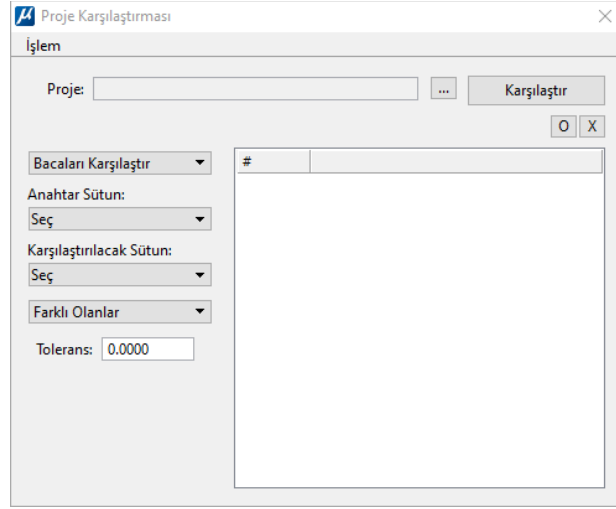 Proje Karşılaştırması
İşlem
Proje: ... Karşılaştır
O X
Bacaları Karşılaştır
#
Anahtar Sütun:
Seç
Karşılaştırılacak Sütun:
Seç
Farklı Olanlar
Tolerans: 0.0000